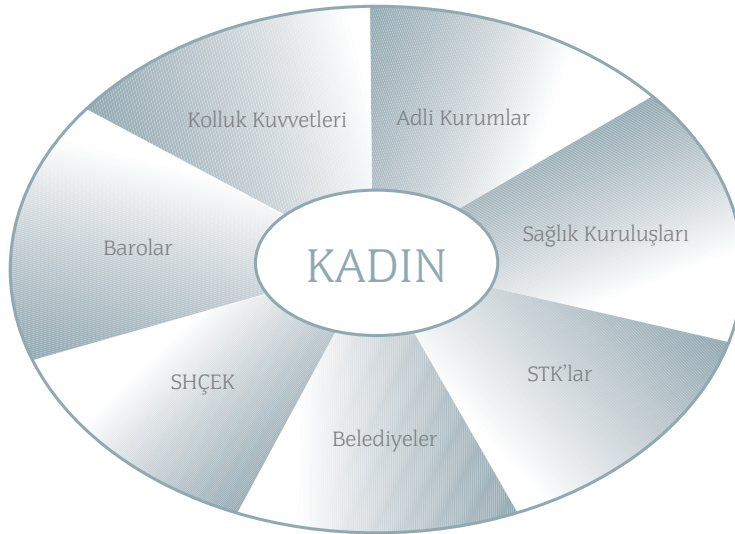 Kolluk Kuvvetleri
Adli Kurumlar
Barolar
KADIN
Sağlık Kuruluşları
SHÇEK
STK’lar
Belediyeler